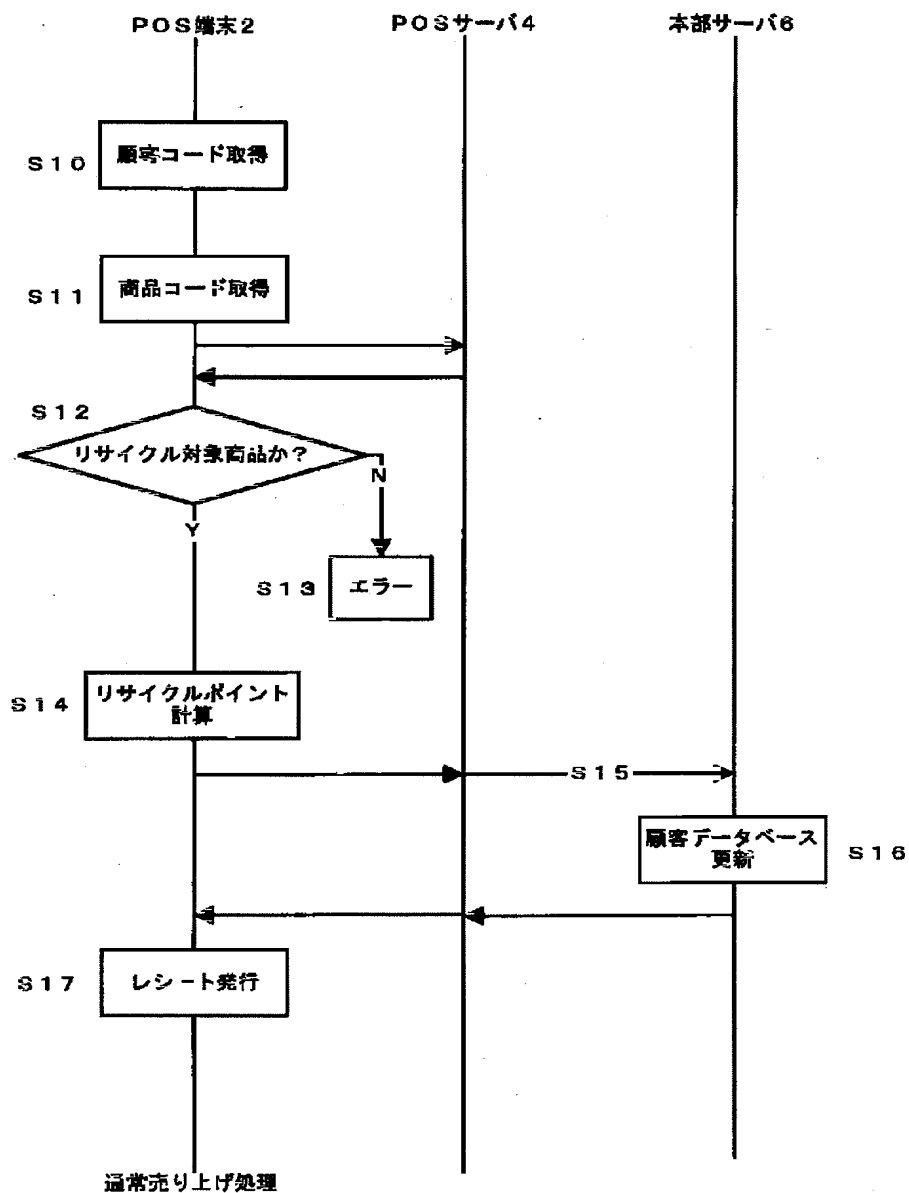 POS端末2
POSサーバ4
本部サーバ6
S10
顧客コード取得
S11
商品コード取得
S12
リサイクル対象商品か?
N
Y
S13
エラー
S14
リサイクルポイント
計算
S15
顧客データベース
更新
S16
S17
レシート発行
通常売り上げ処理